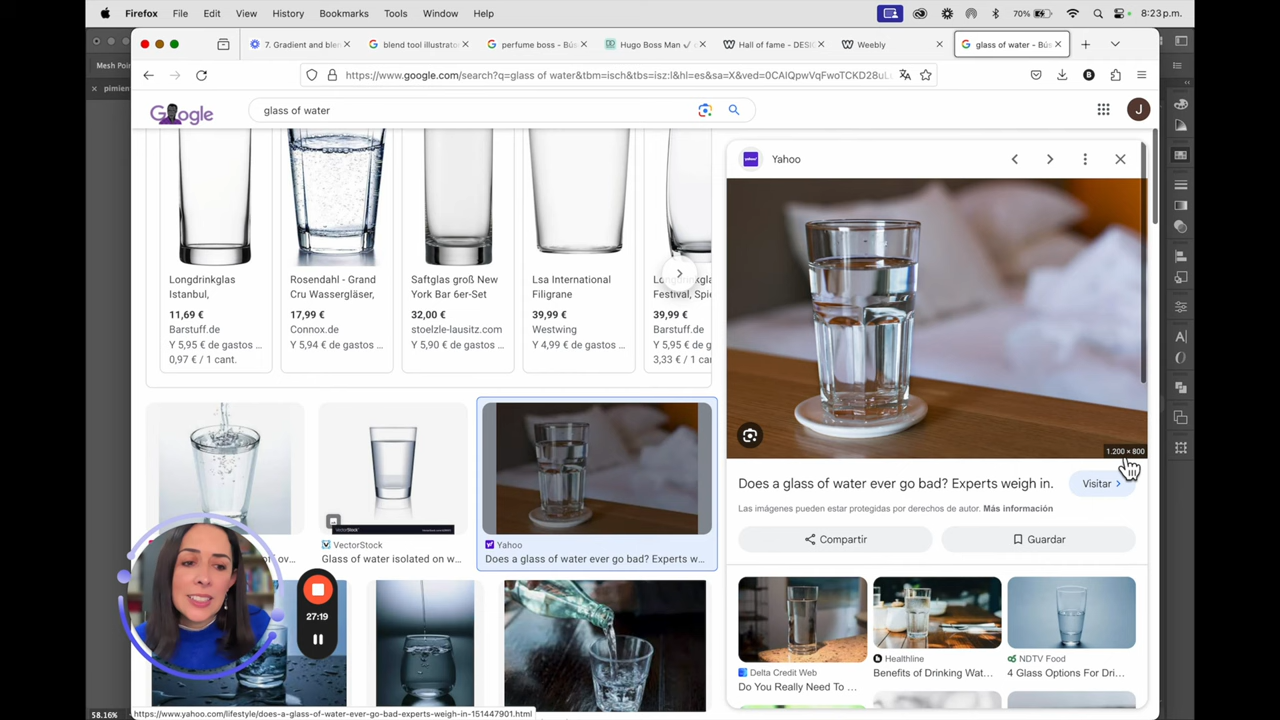 Firefox File Edit View History Bookmarks Tools Window Help 70% 8:23 p.m.
7. Gradient and ble
blend tool illustrator
perfume boss - Bús
Hugo Boss Man
Hall of fame - DESI
Weebly
glass of water - Bús
Mesh Poin
https://www.google.com/search?q=glass of water&tbm=isch&tbs=isz:l&hl=es&sa=X&ved=0CAIQpwVqFwoTCKD28uL
pimien
Google
glass of water
J
Yahoo
Longdrinkglas
Istanbul,
11,69 €
Barstuff.de
Y 5,95 € de gastos ...
0,97 € / 1 cant.
Rosendahl - Grand
Cru Wassergläser,
17,99 €
Connox.de
Y 5,94 € de gastos ...
Saftglas groß New
York Bar 6er-Set
32,00 €
stoelzle-lausitz.com
Y 5,90 € de gastos ...
Lsa International
Filigrane
39,99 €
Westwing
Y 4,99 € de gastos ...
Festival, Spie
39,99 €
Barstuff.de
Y 5,95 € de gastos
3,33 € / 1 cant.
1.200 × 800
Does a glass of water ever go bad? Experts weigh in.
Visitar
Las imágenes pueden estar protegidas por derechos de autor. Más información
Compartir
Guardar
VectorStock
VectorStock
Glass of water isolated on w...
Yahoo
Does a glass of water ever go bad? Experts w...
27:19
Delta Credit Web
Do You Really Need To ...
Healthline
Benefits of Drinking Wat...
NDTV Food
4 Glass Options For Dri...
58.16%
https://www.yahoo.com/lifestyle/does-a-glass-of-water-ever-go-bad-experts-weigh-in-151447901.html